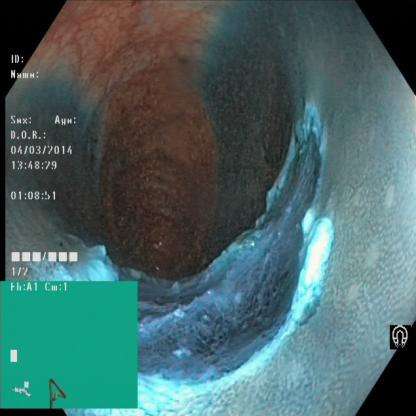 ID:
Name:
Sex: Age:
D.O.B.:
04/03/2014
13:48:29
01:08:51
1/2
Eh:A1 Cm:1